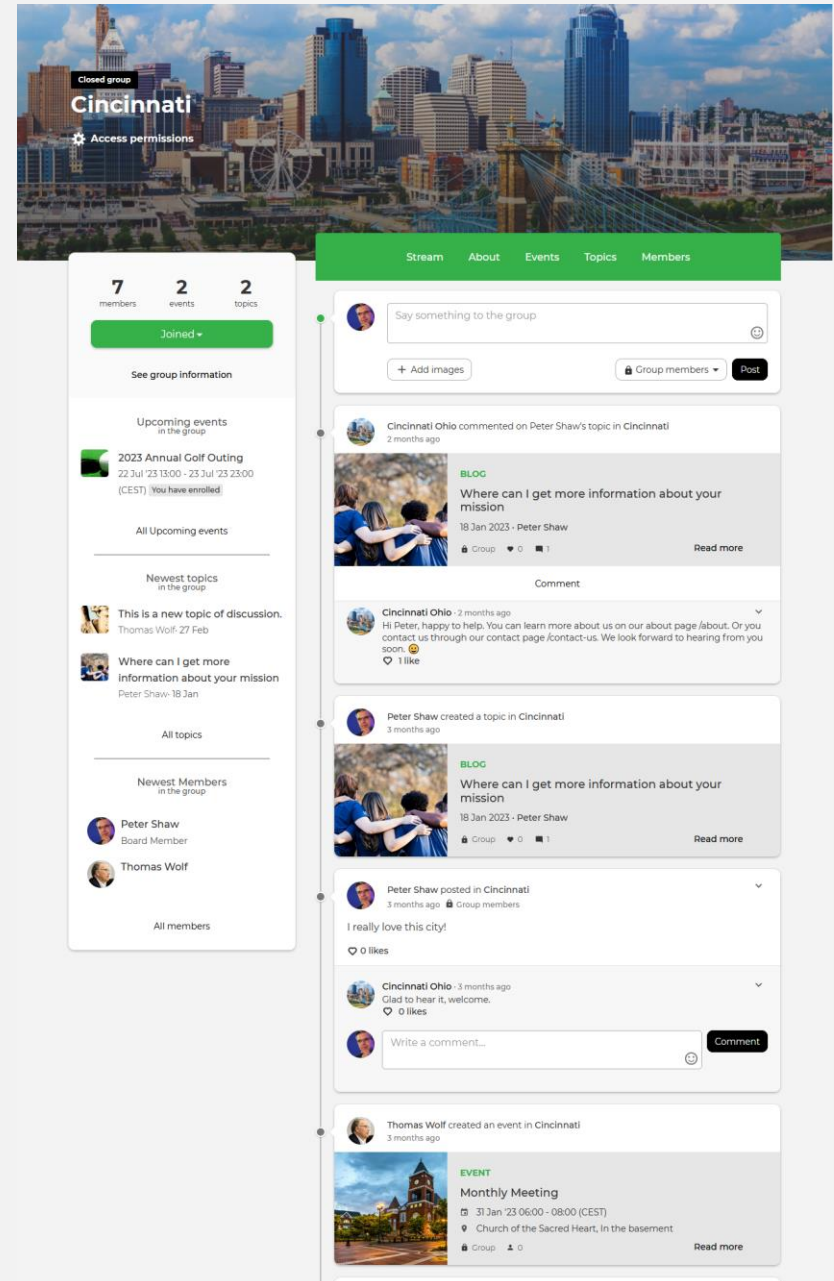 Closed group
Cincinnati
Access permissions
Stream About Events Topics Members
7 2 2
members events topics
Joined
See group information
Upcoming events
in the group
2023 Annual Golf Outing
22 Jul '23 13:00 - 23 Jul '23 23:00
(CEST) You have enrolled
All Upcoming events
Newest topics
in the group
This is a new topic of discussion.
Thomas Wolf· 27 Feb
Where can I get more
information about your mission
Peter Shaw· 18 Jan
All topics
Newest Members
in the group
Peter Shaw
Board Member
Thomas Wolf
All members
Say something to the group
+ Add images Group members Post
Cincinnati Ohio commented on Peter Shaw's topic in Cincinnati
2 months ago
BLOG
Where can I get more information about your
mission
18 Jan 2023 · Peter Shaw
Group 0 1 Read more
Comment
Cincinnati Ohio · 2 months ago
Hi Peter, happy to help. You can learn more about us on our about page /about. Or you
contact us through our contact page /contact-us. We look forward to hearing from you
soon. 😀
1 like
Peter Shaw created a topic in Cincinnati
3 months ago
BLOG
Where can I get more information about your
mission
18 Jan 2023 · Peter Shaw
Group 0 1 Read more
Peter Shaw posted in Cincinnati
3 months ago Group members
I really love this city!
0 likes
Cincinnati Ohio · 3 months ago
Glad to hear it, welcome.
0 likes
Write a comment...
Comment
Thomas Wolf created an event in Cincinnati
3 months ago
EVENT
Monthly Meeting
31 Jan '23 06:00 - 08:00 (CEST)
Church of the Sacred Heart, In the basement
Group 0 Read more